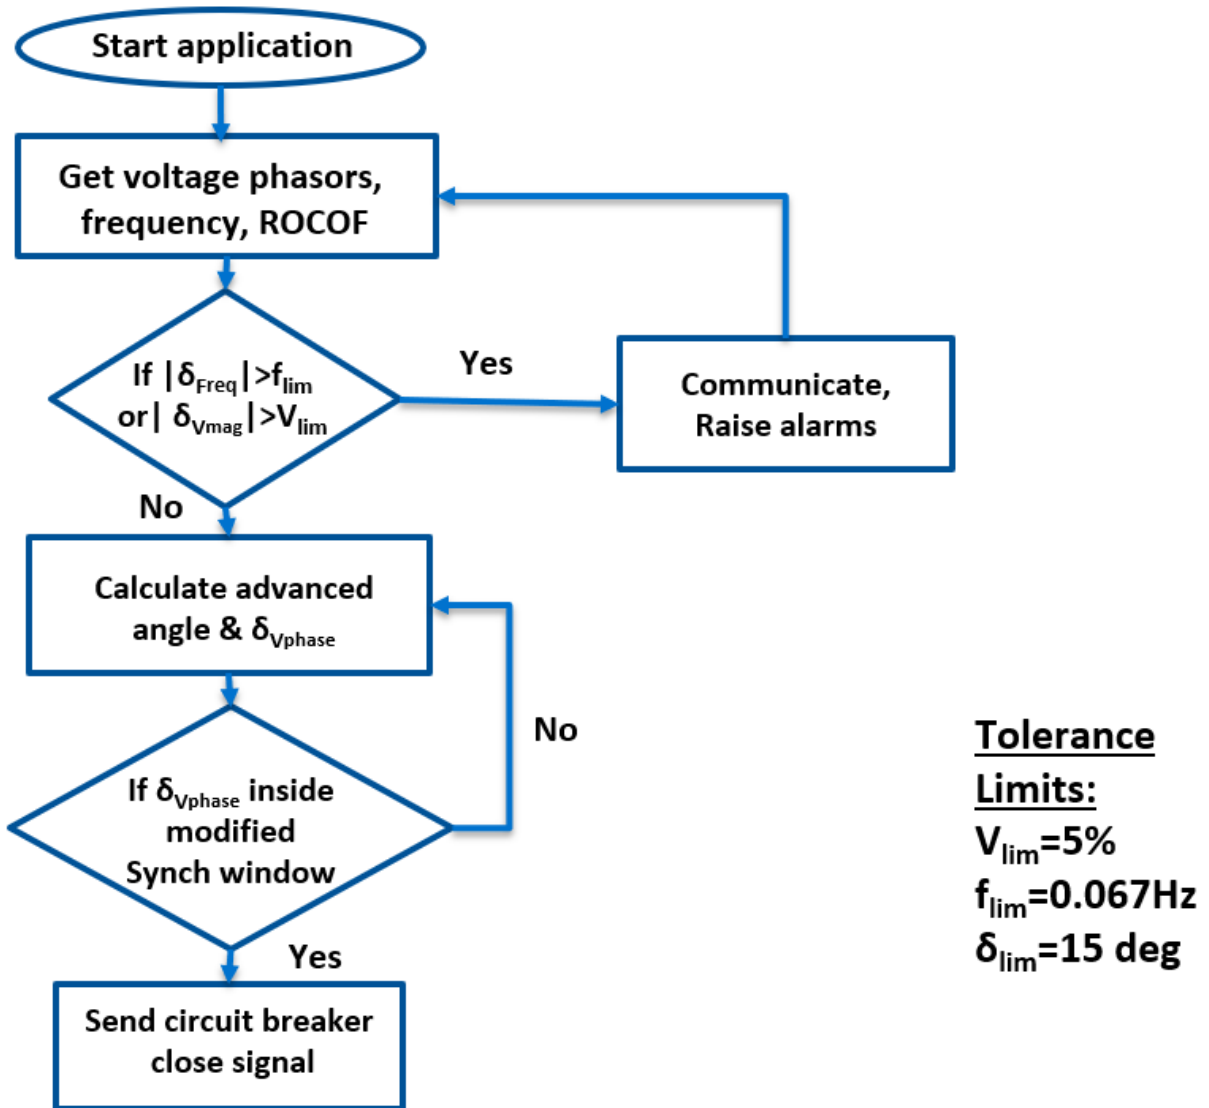 Start application
Get voltage phasors,
frequency, ROCOF
If |δFreq|>flim
or| δVmag|>Vlim
Yes
Communicate,
Raise alarms
No
Calculate advanced
angle & δVphase
No
If δVphase inside
modified
Synch window
Yes
Send circuit breaker
close signal
Tolerance
Limits:
Vlim=5%
flim=0.067Hz
δlim=15 deg